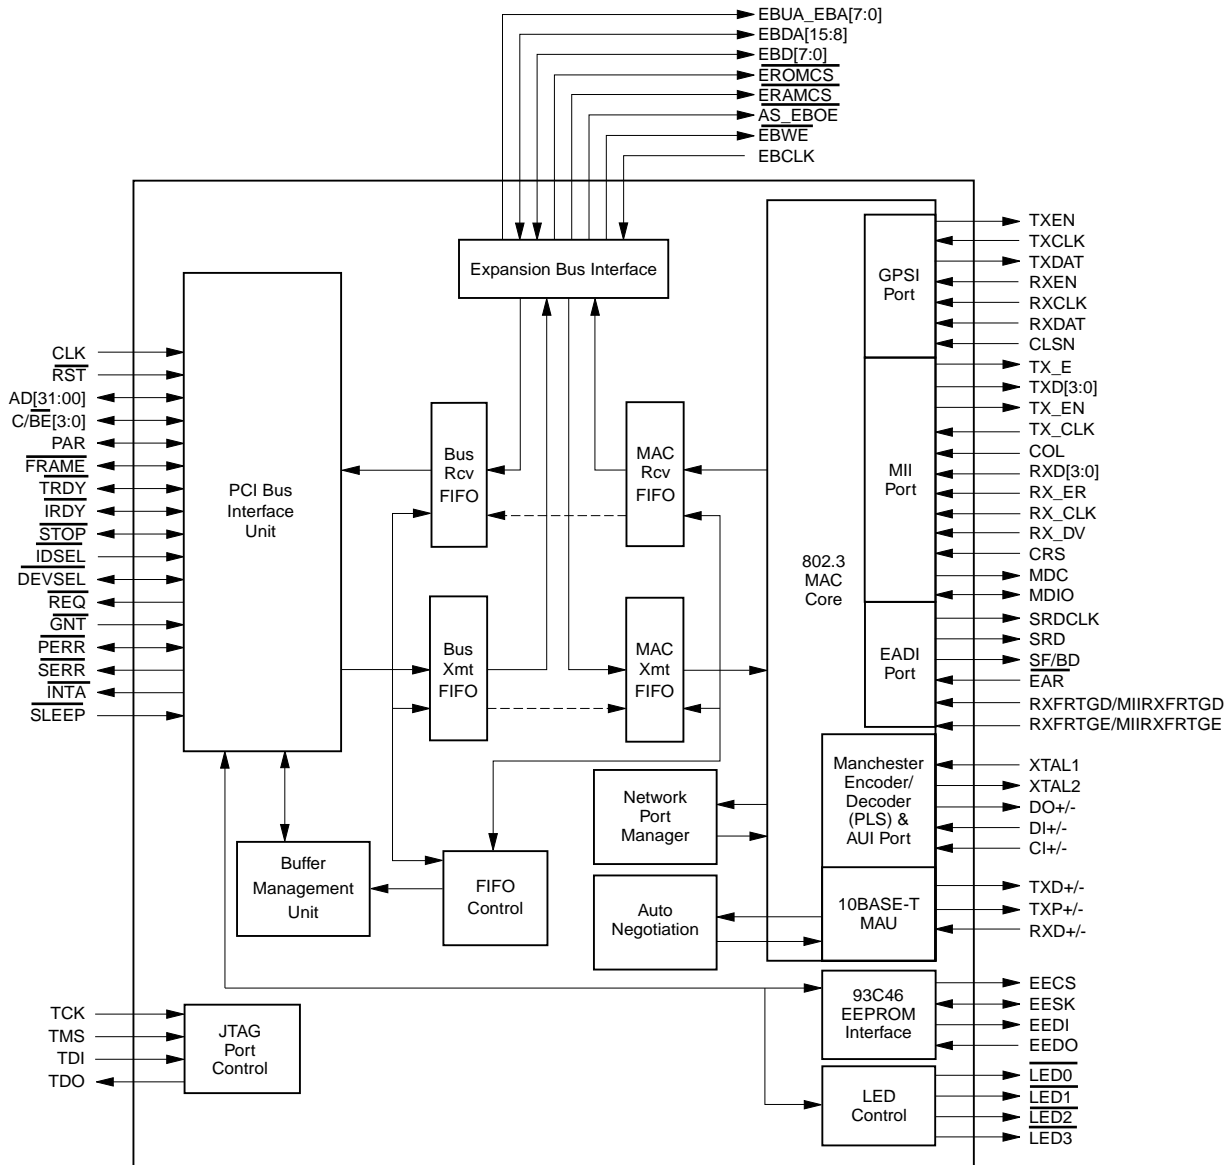 EBUA_EBA[7:0]
EBDA[15:8]
EBD[7:0]
EROMCS
ERAMCS
AS_EBOE
EBWE
EBCLK
Expansion Bus Interface
CLK
RST
AD[31:00]
C/BE[3:0]
PAR
FRAME
TRDY
IRDY
STOP
IDSEL
DEVSEL
REQ
GNT
PERR
SERR
INTA
SLEEP
PCI Bus
Interface
Unit
Bus
Rcv
FIFO
MAC
Rcv
FIFO
Bus
Xmt
FIFO
MAC
Xmt
FIFO
802.3
MAC
Core
GPSI
Port
TXEN
TXCLK
TXDAT
RXEN
RXCLK
RXDAT
CLSN
MII
Port
TX_E
TXD[3:0]
TX_EN
TX_CLK
COL
RXD[3:0]
RX_ER
RX_CLK
RX_DV
CRS
MDC
MDIO
EADI
Port
SRDCLK
SRD
SF/BD
EAR
RXFRTGD/MIIRXFRTGD
RXFRTGE/MIIRXFRTGE
Manchester
Encoder/
Decoder
(PLS) &
AUI Port
XTAL1
XTAL2
DO+/-
DI+/-
CI+/-
Network
Port
Manager
Buffer
Management
Unit
FIFO
Control
Auto
Negotiation
10BASE-T
MAU
TXD+/-
TXP+/-
RXD+/-
93C46
EEPROM
Interface
EECS
EESK
EEDI
EEDO
TCK
TMS
TDI
TDO
JTAG
Port
Control
LED
Control
LED0
LED1
LED2
LED3